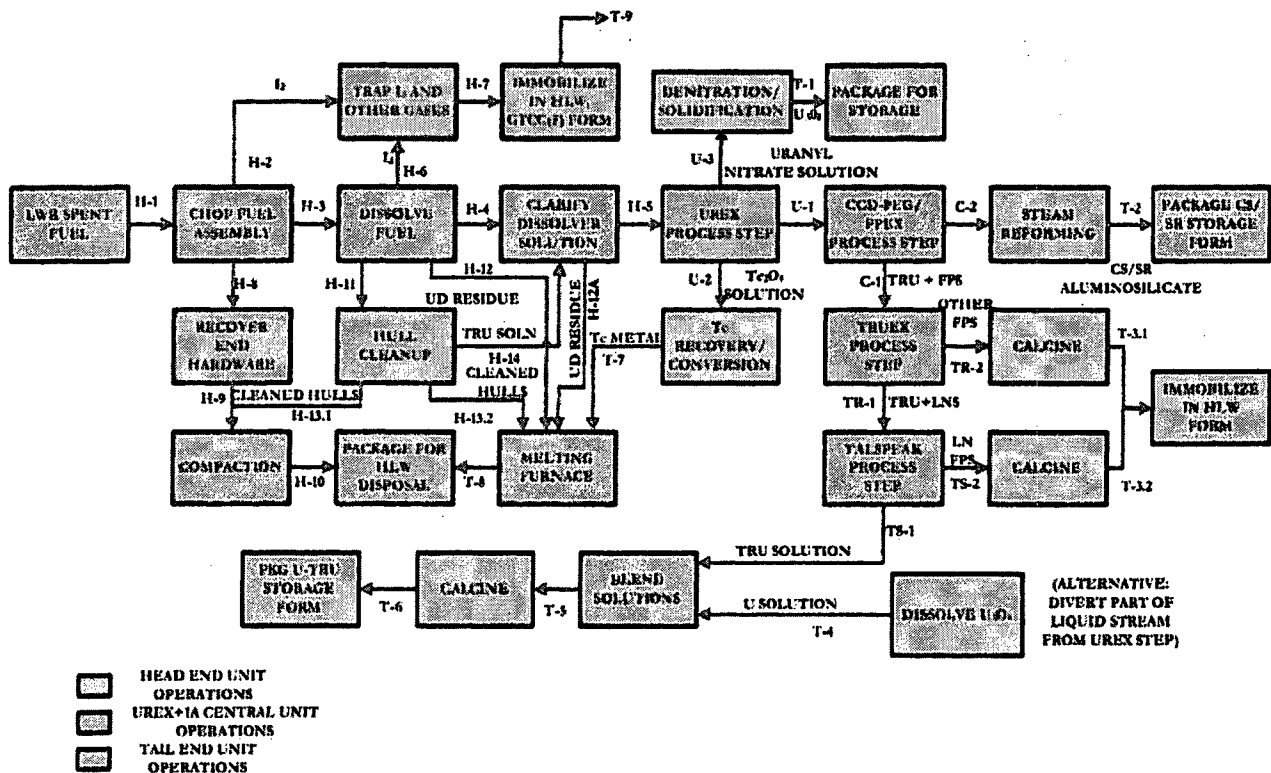 T-9
I₂
H-7
TRAP I₂ AND
OTHER GASES
IMMOBILIZE
IN HLW,
GTCC(?) FORM
DENITRATION/
SOLIDIFICATION
T-1
U₃O₈
PACKAGE FOR
STORAGE
H-2
I₂
H-6
U-3
URANYL
NITRATE SOLUTION
LWR SPENT
FUEL
H-1
CHOP FUEL
ASSEMBLY
H-3
DISSOLVE
FUEL
H-4
CLARIFY
DISSOLVER
SOLUTION
H-5
UREX
PROCESS STEP
U-1
CCD-PEG/
FPEX
PROCESS STEP
C-2
STEAM
REFORMING
T-2
PACKAGE CS/
SR STORAGE
FORM
CS/SR
ALUMINOSILICATE
H-8
H-11
H-12
UD RESIDUE
UD RESIDUE
H-12A
U-2
SOLUTION
C-1
TRU + FPS
RECOVER
END
HARDWARE
HULL
CLEANUP
TRU SOLN
H-14
CLEANED
HULLS
TC METAL
T-7
TC
RECOVERY/
CONVERSION
TRUEX
PROCESS
STEP
OTHER
FPS
TR-2
CALCINE
T-3.1
H-9
CLEANED HULLS
H-13.1
H-13.2
TR-1
TRU+LNS
IMMOBILIZE
IN HLW
FORM
COMPACTION
H-10
PACKAGE FOR
HLW
DISPOSAL
T-8
MELTING
FURNACE
TALSPEAK
PROCESS
STEP
LN
FPS
TS-2
CALCINE
T-3.2
TS-1
TRU SOLUTION
PKG U-TRU
STORAGE
FORM
T-6
CALCINE
T-5
BLEND
SOLUTIONS
U SOLUTION
T-4
DISSOLVE U₃O₈
(ALTERNATIVE:
DIVERT PART OF
LIQUID STREAM
FROM UREX STEP)
HEAD END UNIT
OPERATIONS
UREX+1A CENTRAL UNIT
OPERATIONS
TAIL END UNIT
OPERATIONS